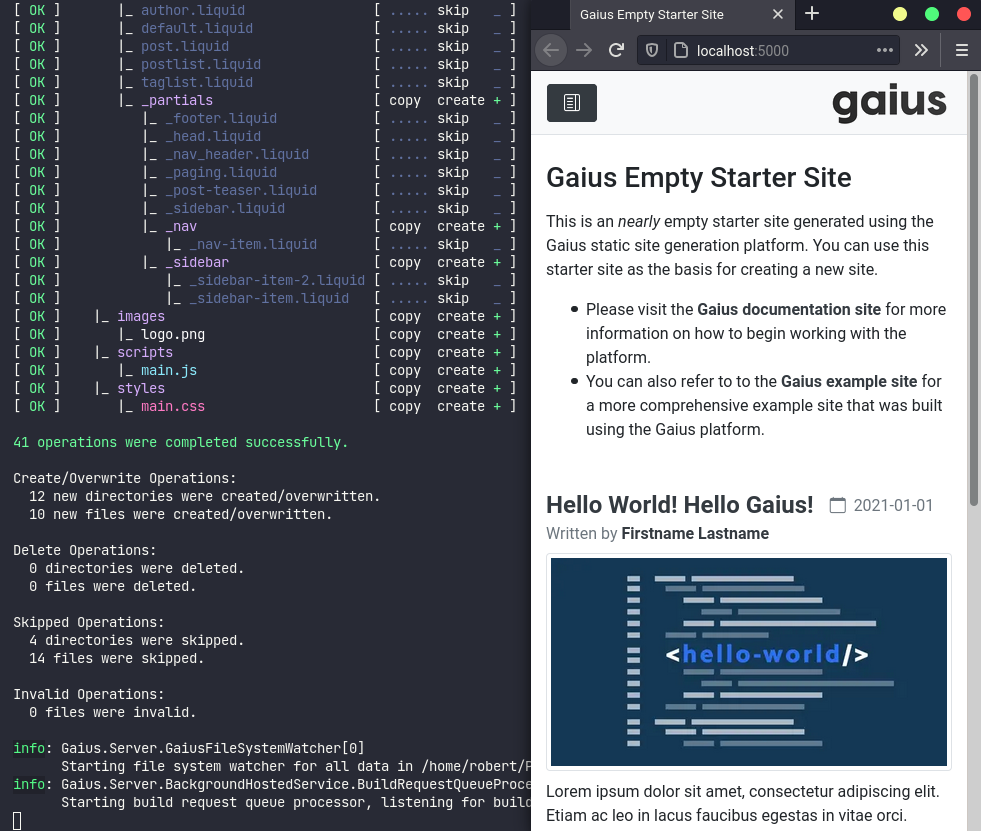 [ OK ]       |_ author.liquid                [ ..... skip   _ ]
[ OK ]       |_ default.liquid               [ ..... skip   _ ]
[ OK ]       |_ post.liquid                  [ ..... skip   _ ]
[ OK ]       |_ postlist.liquid              [ ..... skip   _ ]
[ OK ]       |_ taglist.liquid               [ ..... skip   _ ]
[ OK ]       |_ _partials                    [ copy  create + ]
[ OK ]          |_ _footer.liquid            [ ..... skip   _ ]
[ OK ]          |_ _head.liquid              [ ..... skip   _ ]
[ OK ]          |_ _nav_header.liquid        [ ..... skip   _ ]
[ OK ]          |_ _paging.liquid            [ ..... skip   _ ]
[ OK ]          |_ _post-teaser.liquid       [ ..... skip   _ ]
[ OK ]          |_ _sidebar.liquid           [ ..... skip   _ ]
[ OK ]          |_ _nav                      [ copy  create + ]
[ OK ]             |_ _nav-item.liquid       [ ..... skip   _ ]
[ OK ]          |_ _sidebar                  [ copy  create + ]
[ OK ]             |_ _sidebar-item-2.liquid [ ..... skip   _ ]
[ OK ]             |_ _sidebar-item.liquid   [ ..... skip   _ ]
[ OK ]    |_ images                          [ copy  create + ]
[ OK ]       |_ logo.png                     [ copy  create + ]
[ OK ]    |_ scripts                         [ copy  create + ]
[ OK ]       |_ main.js                      [ copy  create + ]
[ OK ]    |_ styles                          [ copy  create + ]
[ OK ]       |_ main.css                     [ copy  create + ]
41 operations were completed successfully.
Create/Overwrite Operations:
12 new directories were created/overwritten.
10 new files were created/overwritten.
Delete Operations:
0 directories were deleted.
0 files were deleted.
Skipped Operations:
4 directories were skipped.
14 files were skipped.
Invalid Operations:
0 files were invalid.
info: Gaius.Server.GaiusFileSystemWatcher[0]
Starting file system watcher for all data in /home/robert/
info: Gaius.Server.BackgroundHostedService.BuildRequestQueueProce
Starting build request queue processor, listening for build
Gaius Empty Starter Site
localhost:5000
gaius
Gaius Empty Starter Site
This is an nearly empty starter site generated using the
Gaius static site generation platform. You can use this
starter site as the basis for creating a new site.
• Please visit the Gaius documentation site for more
information on how to begin working with the
platform.
• You can also refer to to the Gaius example site for
a more comprehensive example site that was built
using the Gaius platform.
Hello World! Hello Gaius! 2021-01-01
Written by Firstname Lastname
<hello-world/>
Lorem ipsum dolor sit amet, consectetur adipiscing elit.
Etiam ac leo in lacus faucibus egestas in vitae orci.